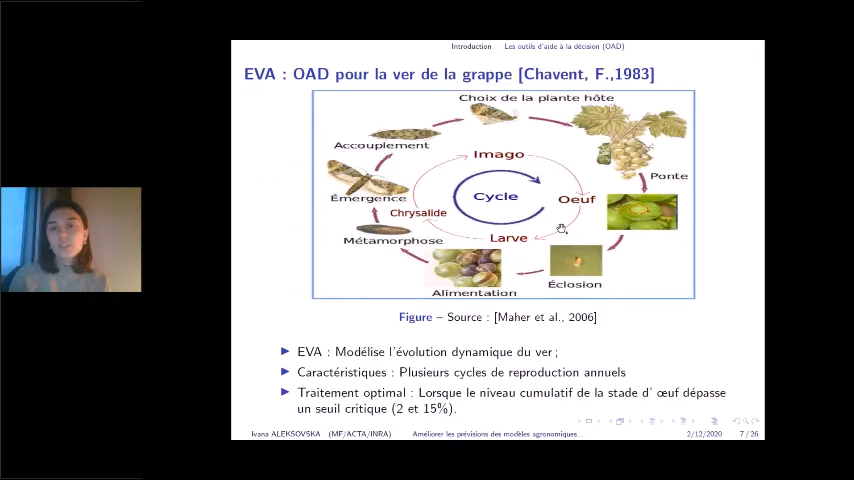 Introduction Les outils d'aide à la décision (OAD)
EVA : OAD pour la ver de la grappe [Chavent, F.,1983]
Choix de la plante hôte
Accouplement
Imago
Ponte
Émergence
Cycle
Oeuf
Chrysalide
Métamorphose
Larve
Éclosion
Alimentation
Figure – Source : [Maher et al., 2006]
EVA : Modélise l'évolution dynamique du ver ;
Caractéristiques : Plusieurs cycles de reproduction annuels
Traitement optimal : Lorsque le niveau cumulatif de la stade d' œuf dépasse
un seuil critique (2 et 15%).
Ivana ALEKSOVSKA (MF/ACTA/INRA) Améliorer les prévisions des modèles agronomiques .. 2/12/2020 7 / 26